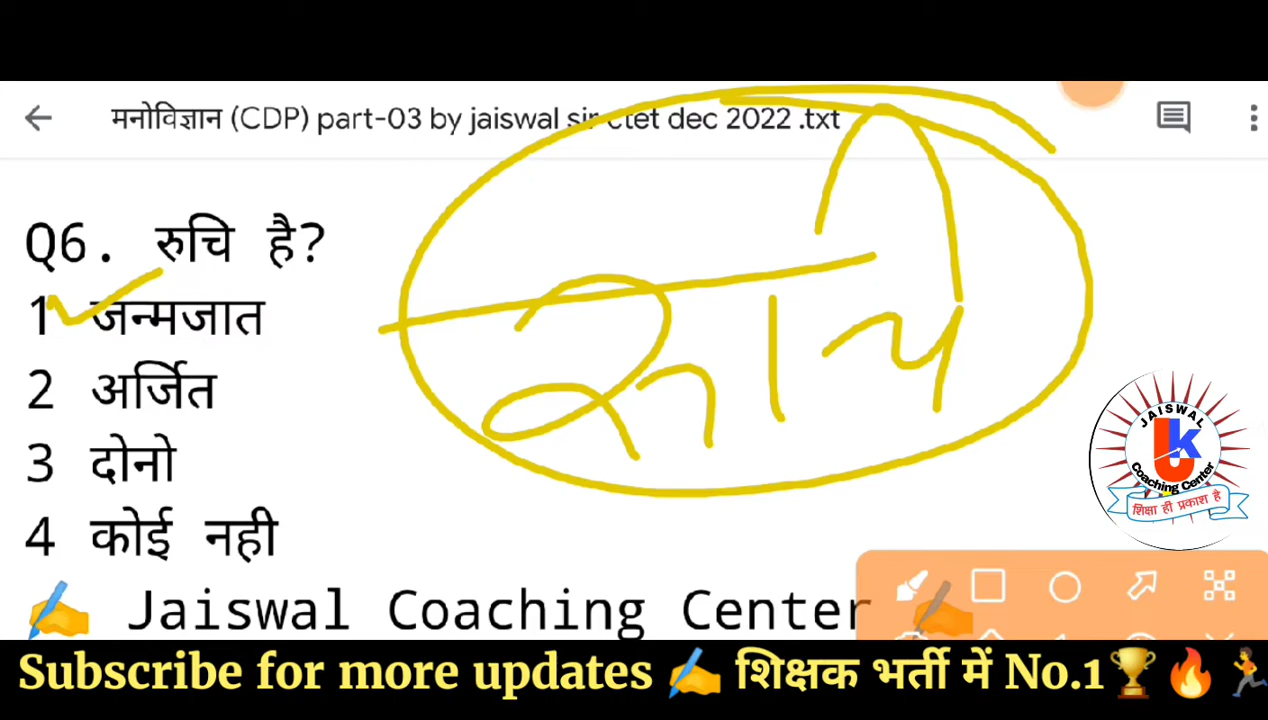 मनोविज्ञान (CDP) part-03 by jaiswal sir ctet dec 2022 .txt
Q6. रुचि है?
1 जन्मजात
2 अर्जित
3 दोनो
4 कोई नही
रुचि
✍️ Jaiswal Coaching Center ✍️
JAISWAL
UK
Coaching Center
शिक्षा ही प्रकाश है
Subscribe for more updates ✍️ शिक्षक भर्ती में No.1🏆🔥🏃